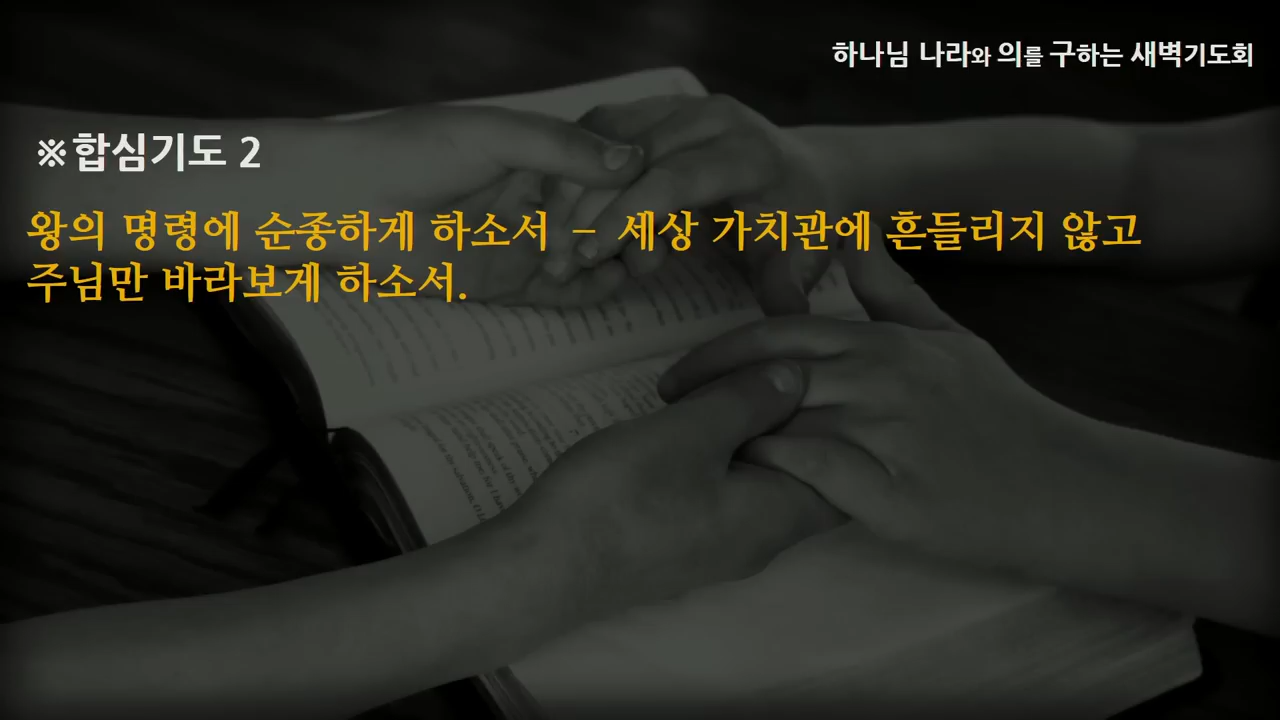 하나님 나라와 의를 구하는 새벽기도회
※합심기도 2
왕의 명령에 순종하게 하소서 – 세상 가치관에 흔들리지 않고
주님만 바라보게 하소서.